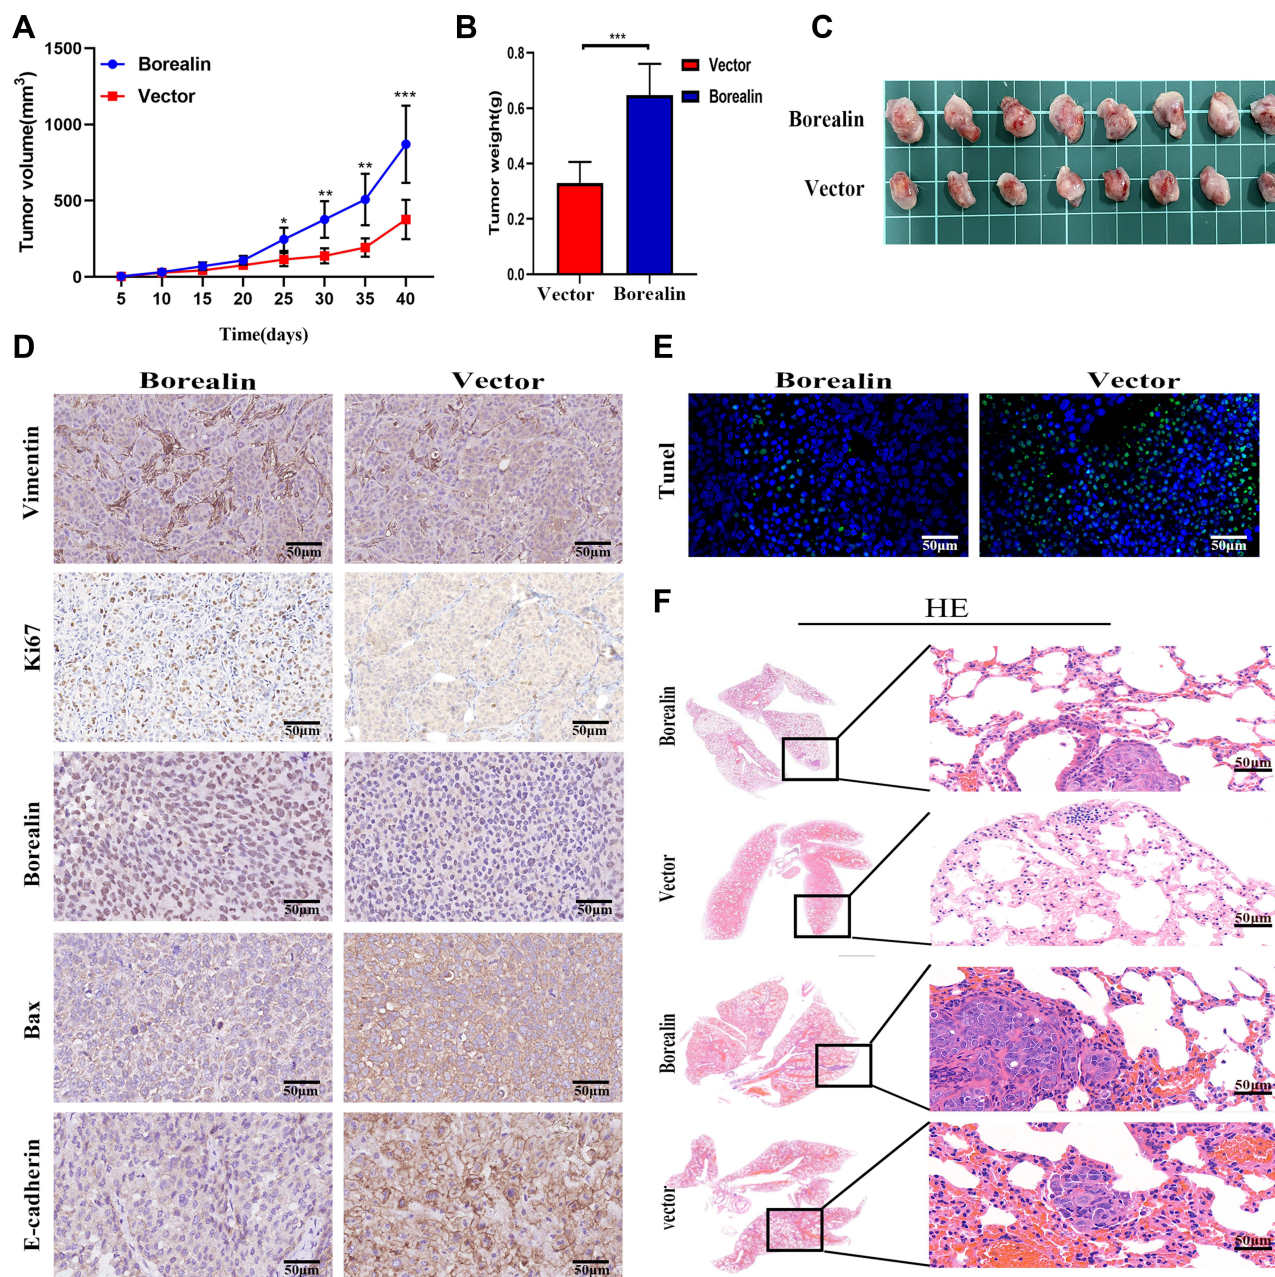 A
1500
1000
500
0
Tumor volume(mm3)
Borealin
Vector
*
**
**
***
5 10 15 20 25 30 35 40
Time(days)
B
***
0.8
0.6
0.4
0.2
0.0
Tumor weight(g)
Vector
Borealin
Vector Borealin
C
Borealin
Vector
D
Borealin Vector
Vimentin
50μm 50μm
Ki67
50μm 50μm
Borealin
50μm 50μm
Bax
50μm 50μm
E-cadherin
50μm 50μm
E
Borealin Vector
Tunel
50μm 50μm
F
HE
Borealin
50μm
Vector
50μm
Borealin
50μm
vector
50μm